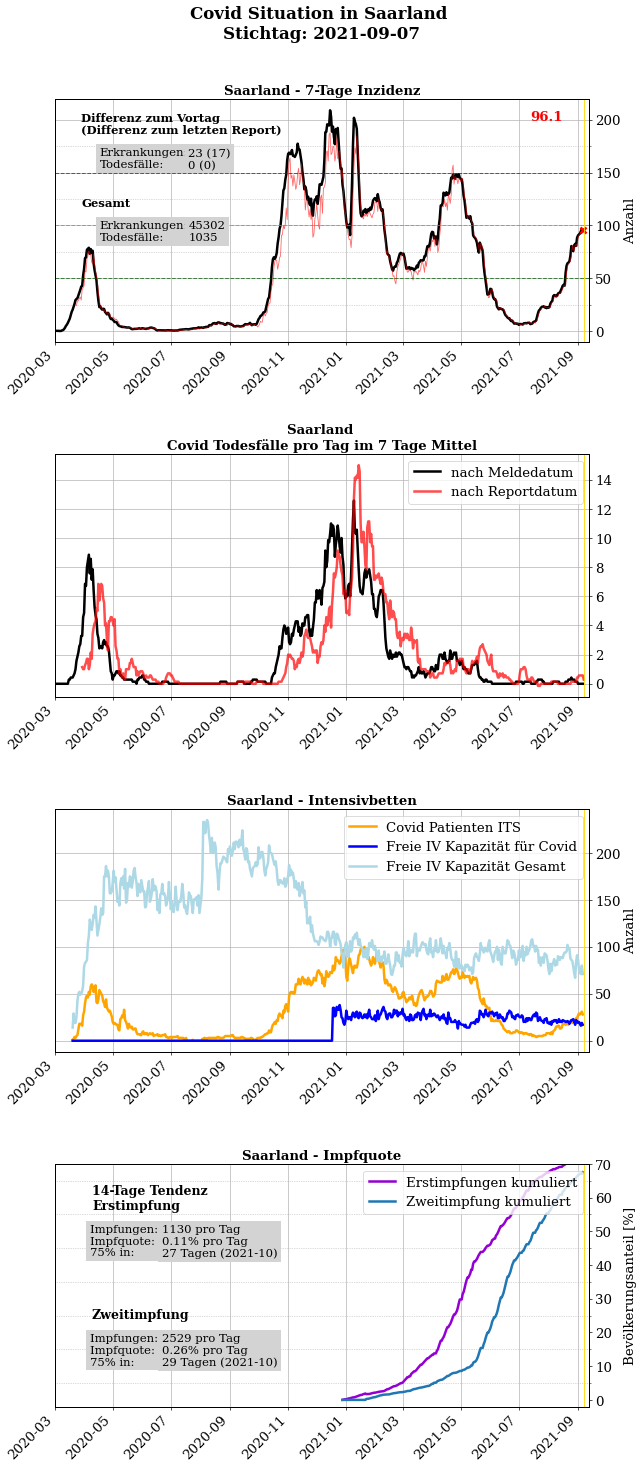 Covid Situation in Saarland
Stichtag: 2021-09-07
Saarland - 7-Tage Inzidenz
Differenz zum Vortag
(Differenz zum letzten Report)
96.1
Erkrankungen 23 (17)
Todesfälle: 0 (0)
Gesamt
Erkrankungen 45302
Todesfälle: 1035
200
150
100
50
0
Anzahl
2020-03 2020-05 2020-07 2020-09 2020-11 2021-01 2021-03 2021-05 2021-07 2021-09
Saarland
Covid Todesfälle pro Tag im 7 Tage Mittel
nach Meldedatum
nach Reportdatum
14
12
10
8
6
4
2
0
2020-03 2020-05 2020-07 2020-09 2020-11 2021-01 2021-03 2021-05 2021-07 2021-09
Saarland - Intensivbetten
Covid Patienten ITS
Freie IV Kapazität für Covid
Freie IV Kapazität Gesamt
200
150
100
50
0
Anzahl
2020-03 2020-05 2020-07 2020-09 2020-11 2021-01 2021-03 2021-05 2021-07 2021-09
Saarland - Impfquote
14-Tage Tendenz
Erstimpfung
Erstimpfungen kumuliert
Zweitimpfung kumuliert
Impfungen: 1130 pro Tag
Impfquote: 0.11% pro Tag
75% in: 27 Tagen (2021-10)
Zweitimpfung
Impfungen: 2529 pro Tag
Impfquote: 0.26% pro Tag
75% in: 29 Tagen (2021-10)
70
60
50
40
30
20
10
0
Bevölkerungsanteil [%]
2020-03 2020-05 2020-07 2020-09 2020-11 2021-01 2021-03 2021-05 2021-07 2021-09